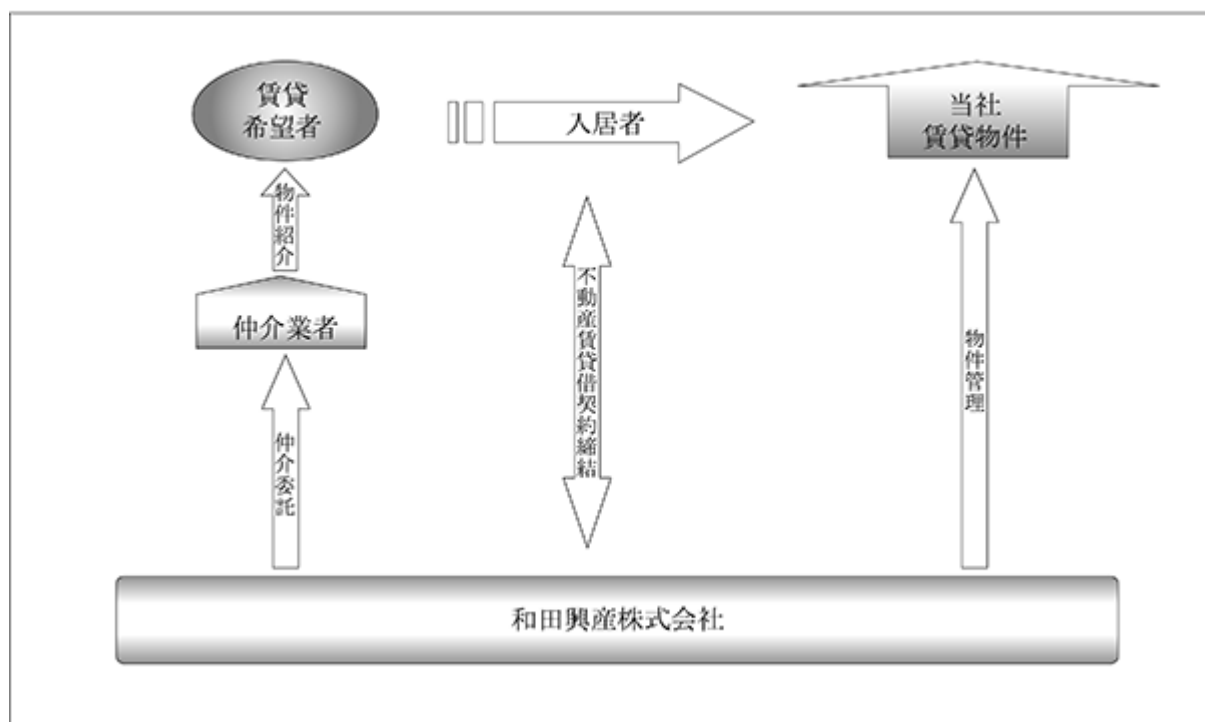 賃貸
希望者
入居者
当社
賃貸物件
物件紹介
仲介業者
仲介委託
不動産賃貸借契約締結
物件管理
和田興産株式会社